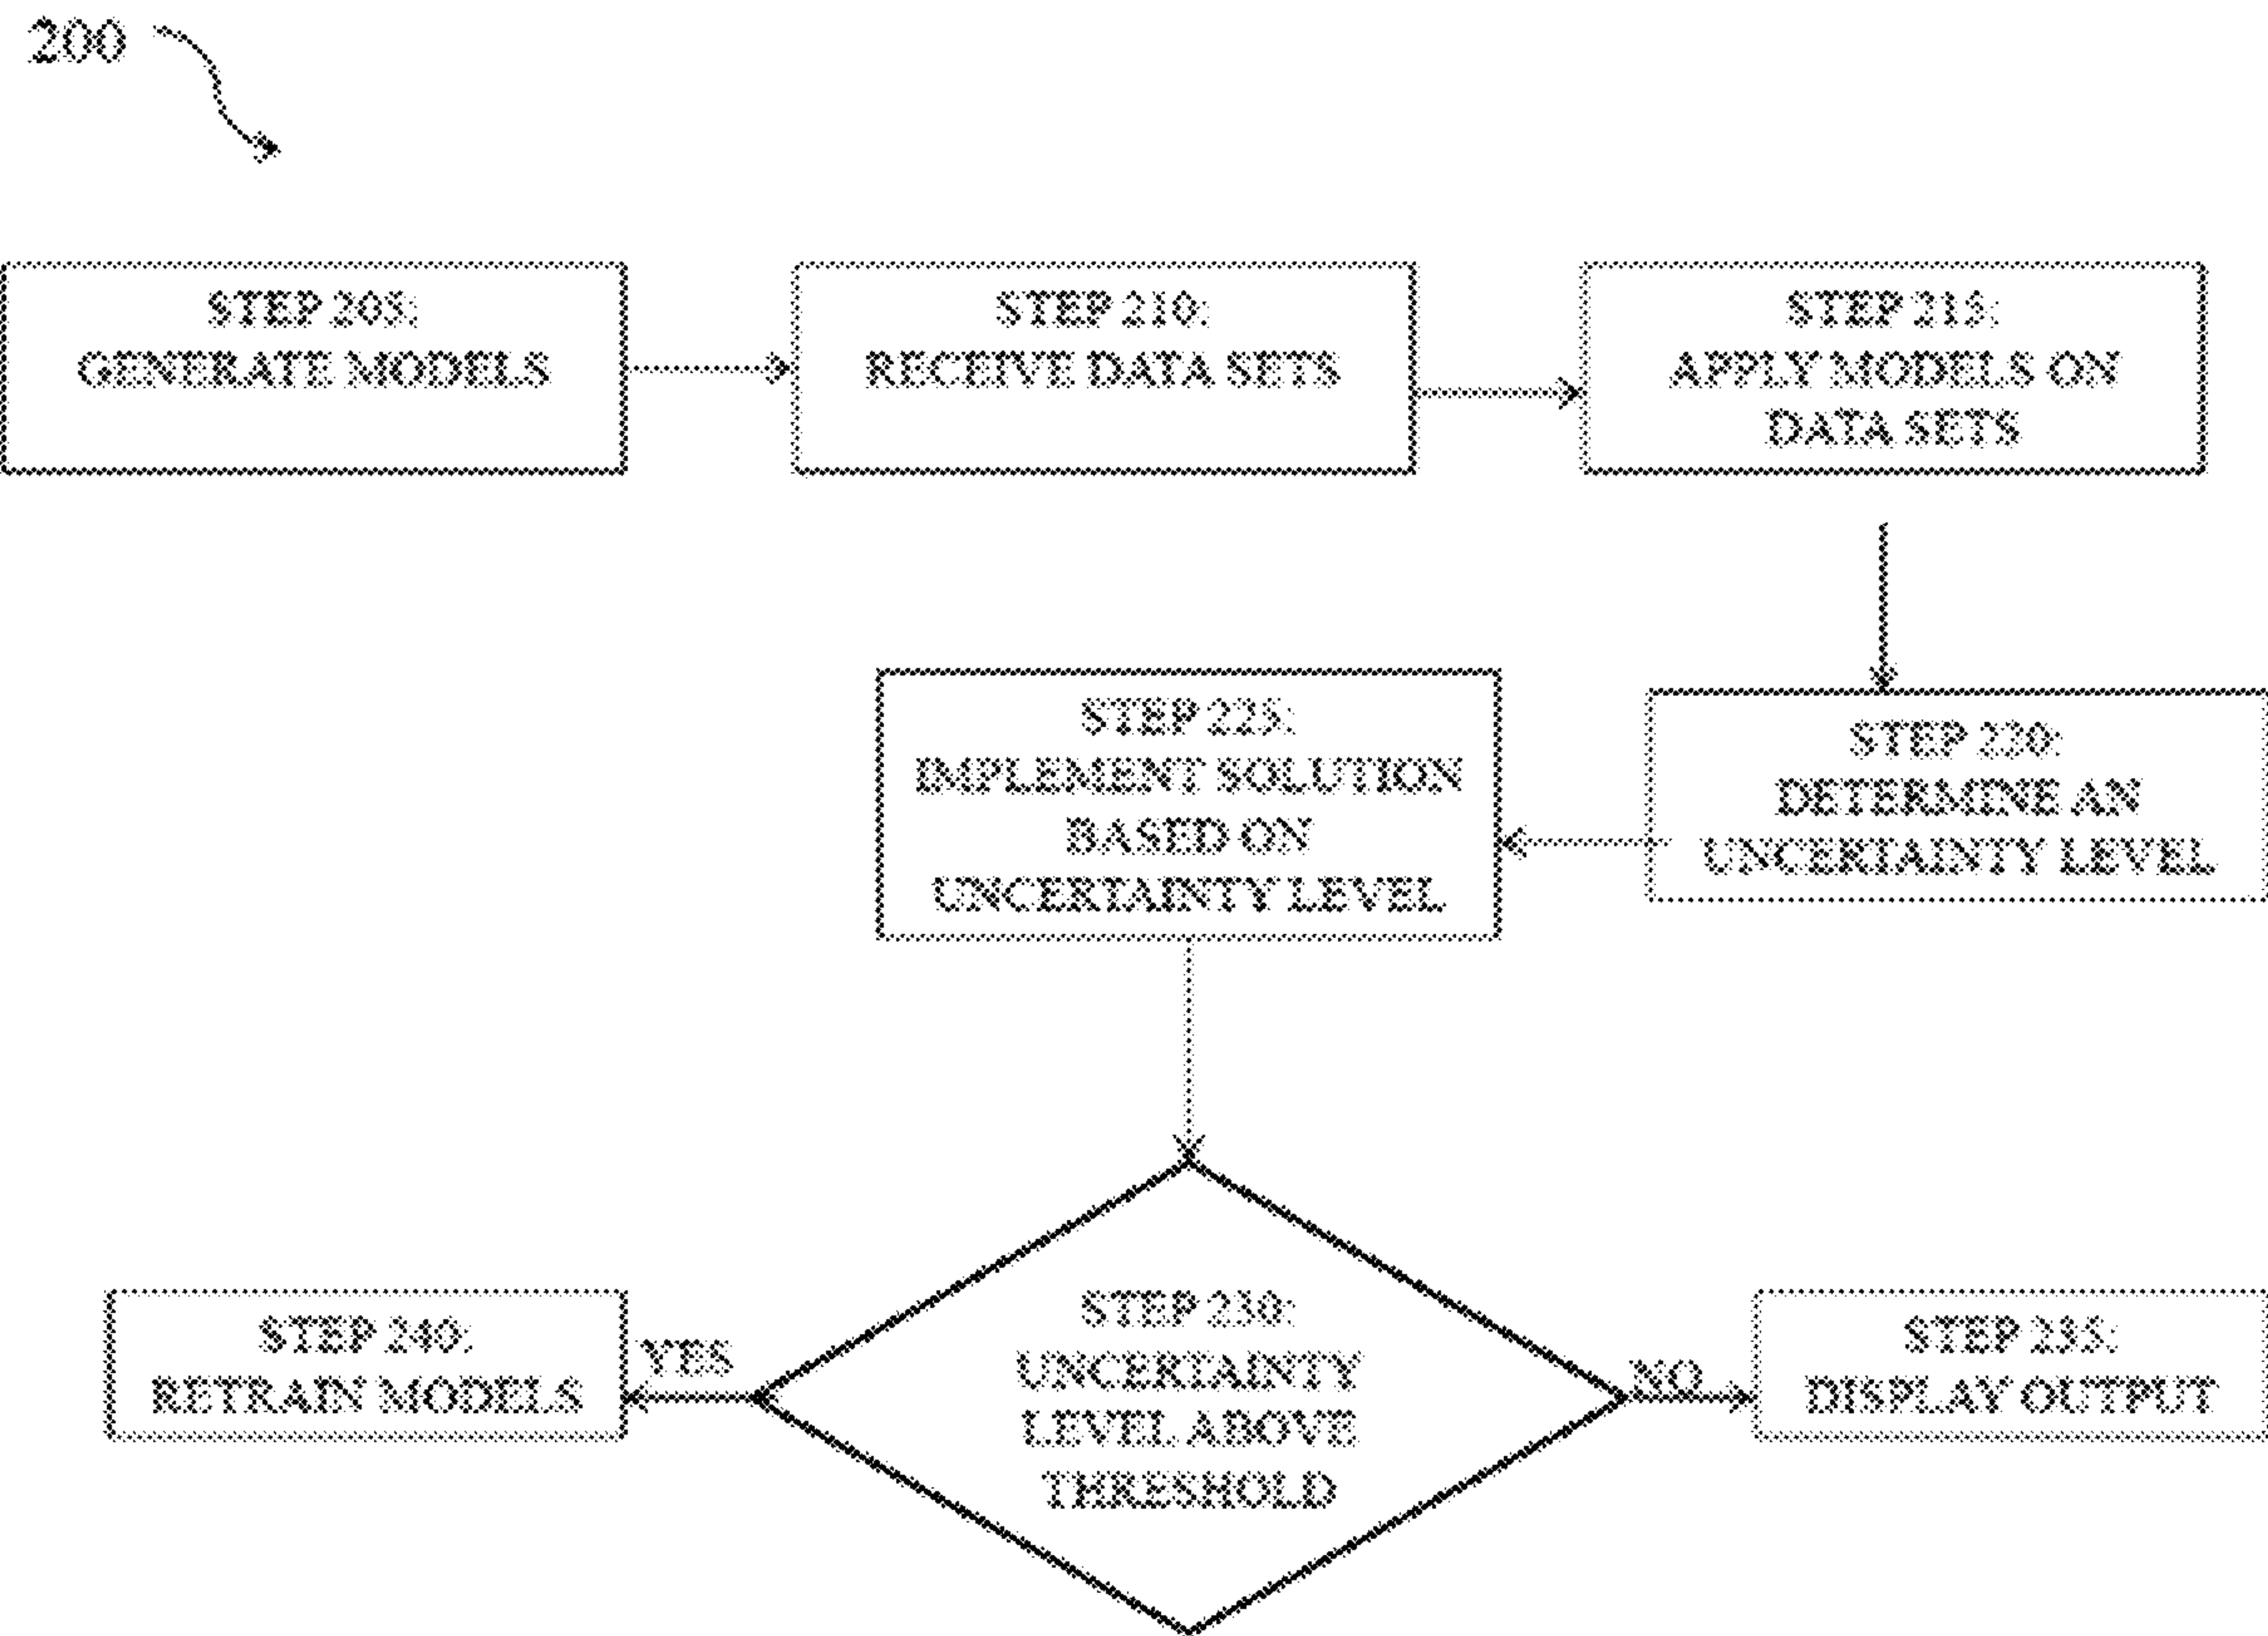 200
STEP 205:
GENERATE MODELS
STEP 210:
RECEIVE DATA SETS
STEP 215:
APPLY MODELS ON
DATA SETS
STEP 220:
DETERMINE AN
UNCERTAINTY LEVEL
STEP 225:
IMPLEMENT SOLUTION
BASED ON
UNCERTAINTY LEVEL
STEP 230:
UNCERTAINTY
LEVEL ABOVE
THRESHOLD
YES
STEP 240:
RETRAIN MODELS
NO
STEP 235:
DISPLAY OUTPUT